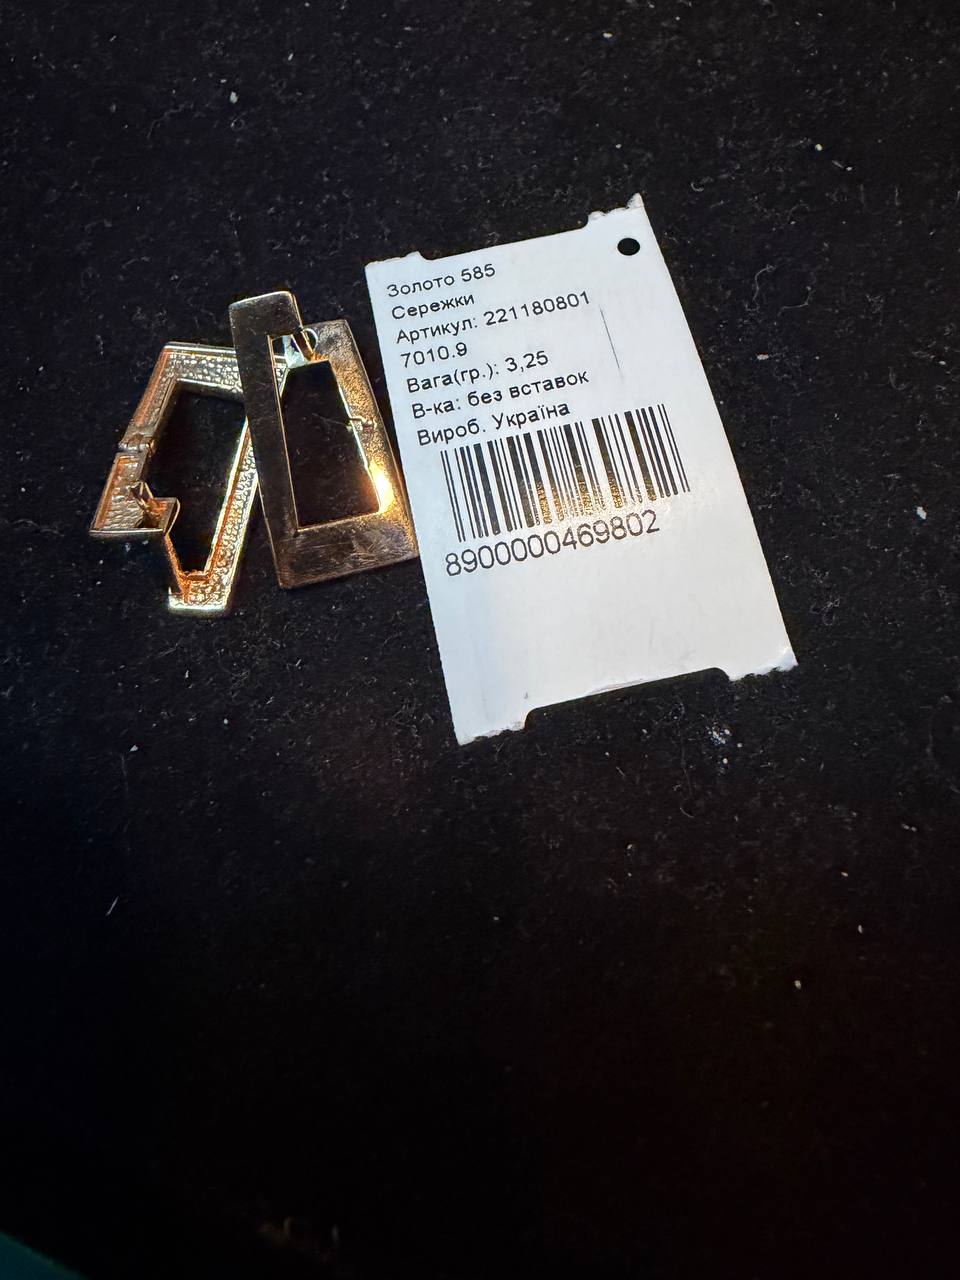 Золото 585
Сережки
Артикул: 221180801
7010.9
Вага(гр.): 3,25
В-ка: без вставок
Вироб. Україна
8900000469802